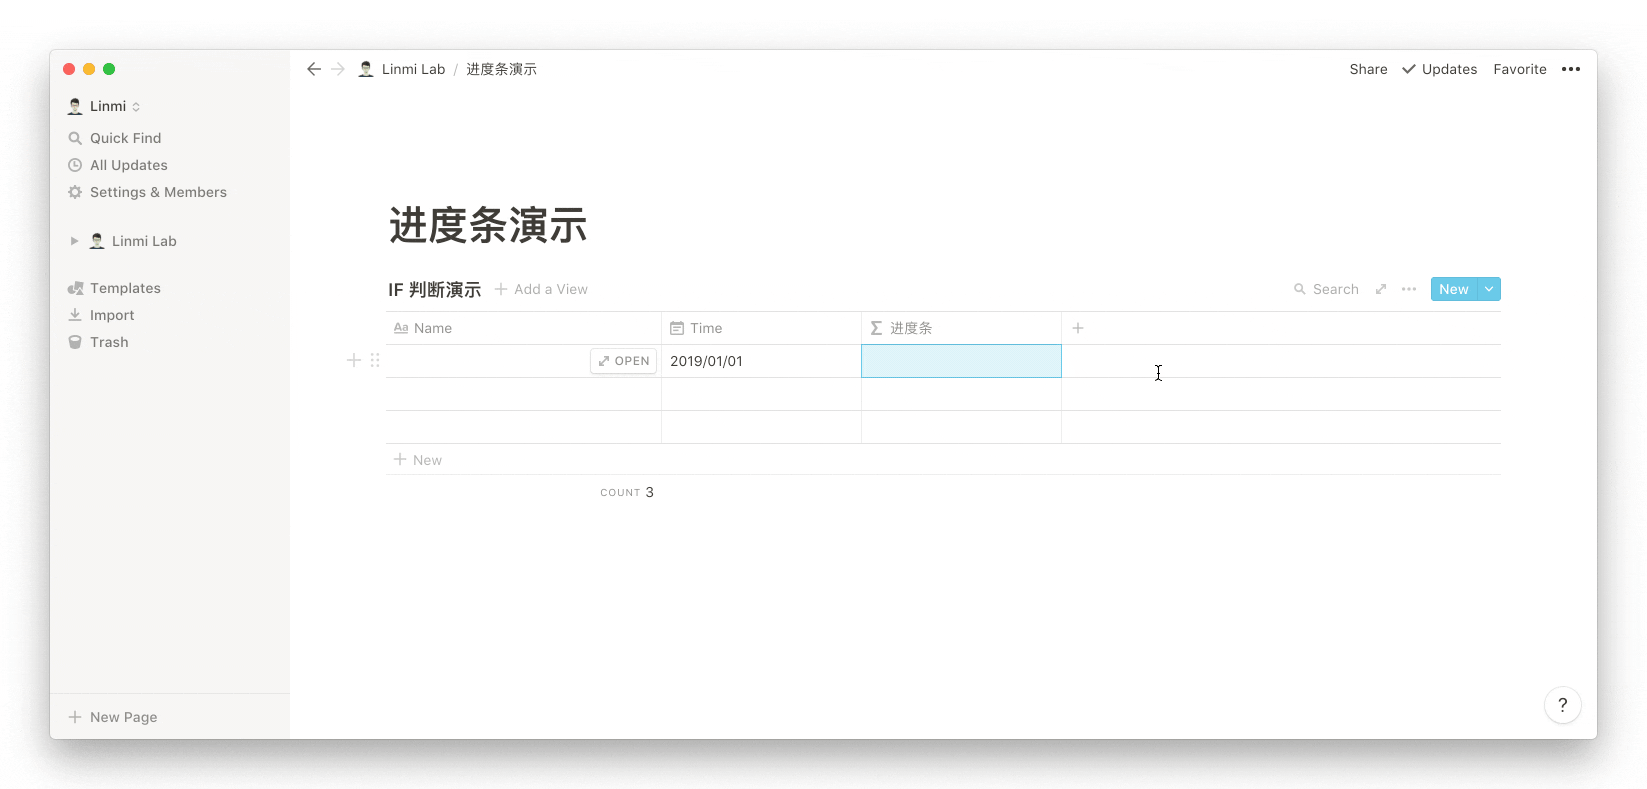 Linmi Lab / 进度条演示
Share Updates Favorite
Linmi
Quick Find
All Updates
Settings & Members
Linmi Lab
Templates
Import
Trash
New Page
进度条演示
IF 判断演示 Add a View
Search New
Aa Name Time Σ 进度条
OPEN 2019/01/01
New
COUNT 3
?